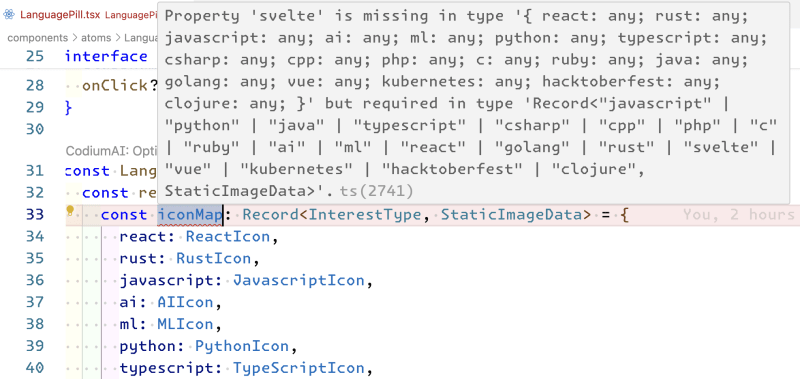 LanguagePill.tsx LanguagePi
components › atoms › Langua
25 interface
28 onClick?
29 }
30
CodiumAI: Opti
31 const Lang
32 const re
Property 'svelte' is missing in type '{ react: any; rust: any;
javascript: any; ai: any; ml: any; python: any; typescript: any;
csharp: any; cpp: any; php: any; c: any; ruby: any; java: any;
golang: any; vue: any; kubernetes: any; hacktoberfest: any;
clojure: any; }' but required in type 'Record<"javascript" |
"python" | "java" | "typescript" | "csharp" | "cpp" | "php" | "c"
| "ruby" | "ai" | "ml" | "react" | "golang" | "rust" | "svelte" |
"vue" | "kubernetes" | "hacktoberfest" | "clojure",
StaticImageData>'. ts(2741)
33 const iconMap: Record<InterestType, StaticImageData> = { You, 2 hours
34 react: ReactIcon,
35 rust: RustIcon,
36 javascript: JavascriptIcon,
37 ai: AIIcon,
38 ml: MLIcon,
39 python: PythonIcon,
40 typescript: TypeScriptIcon,